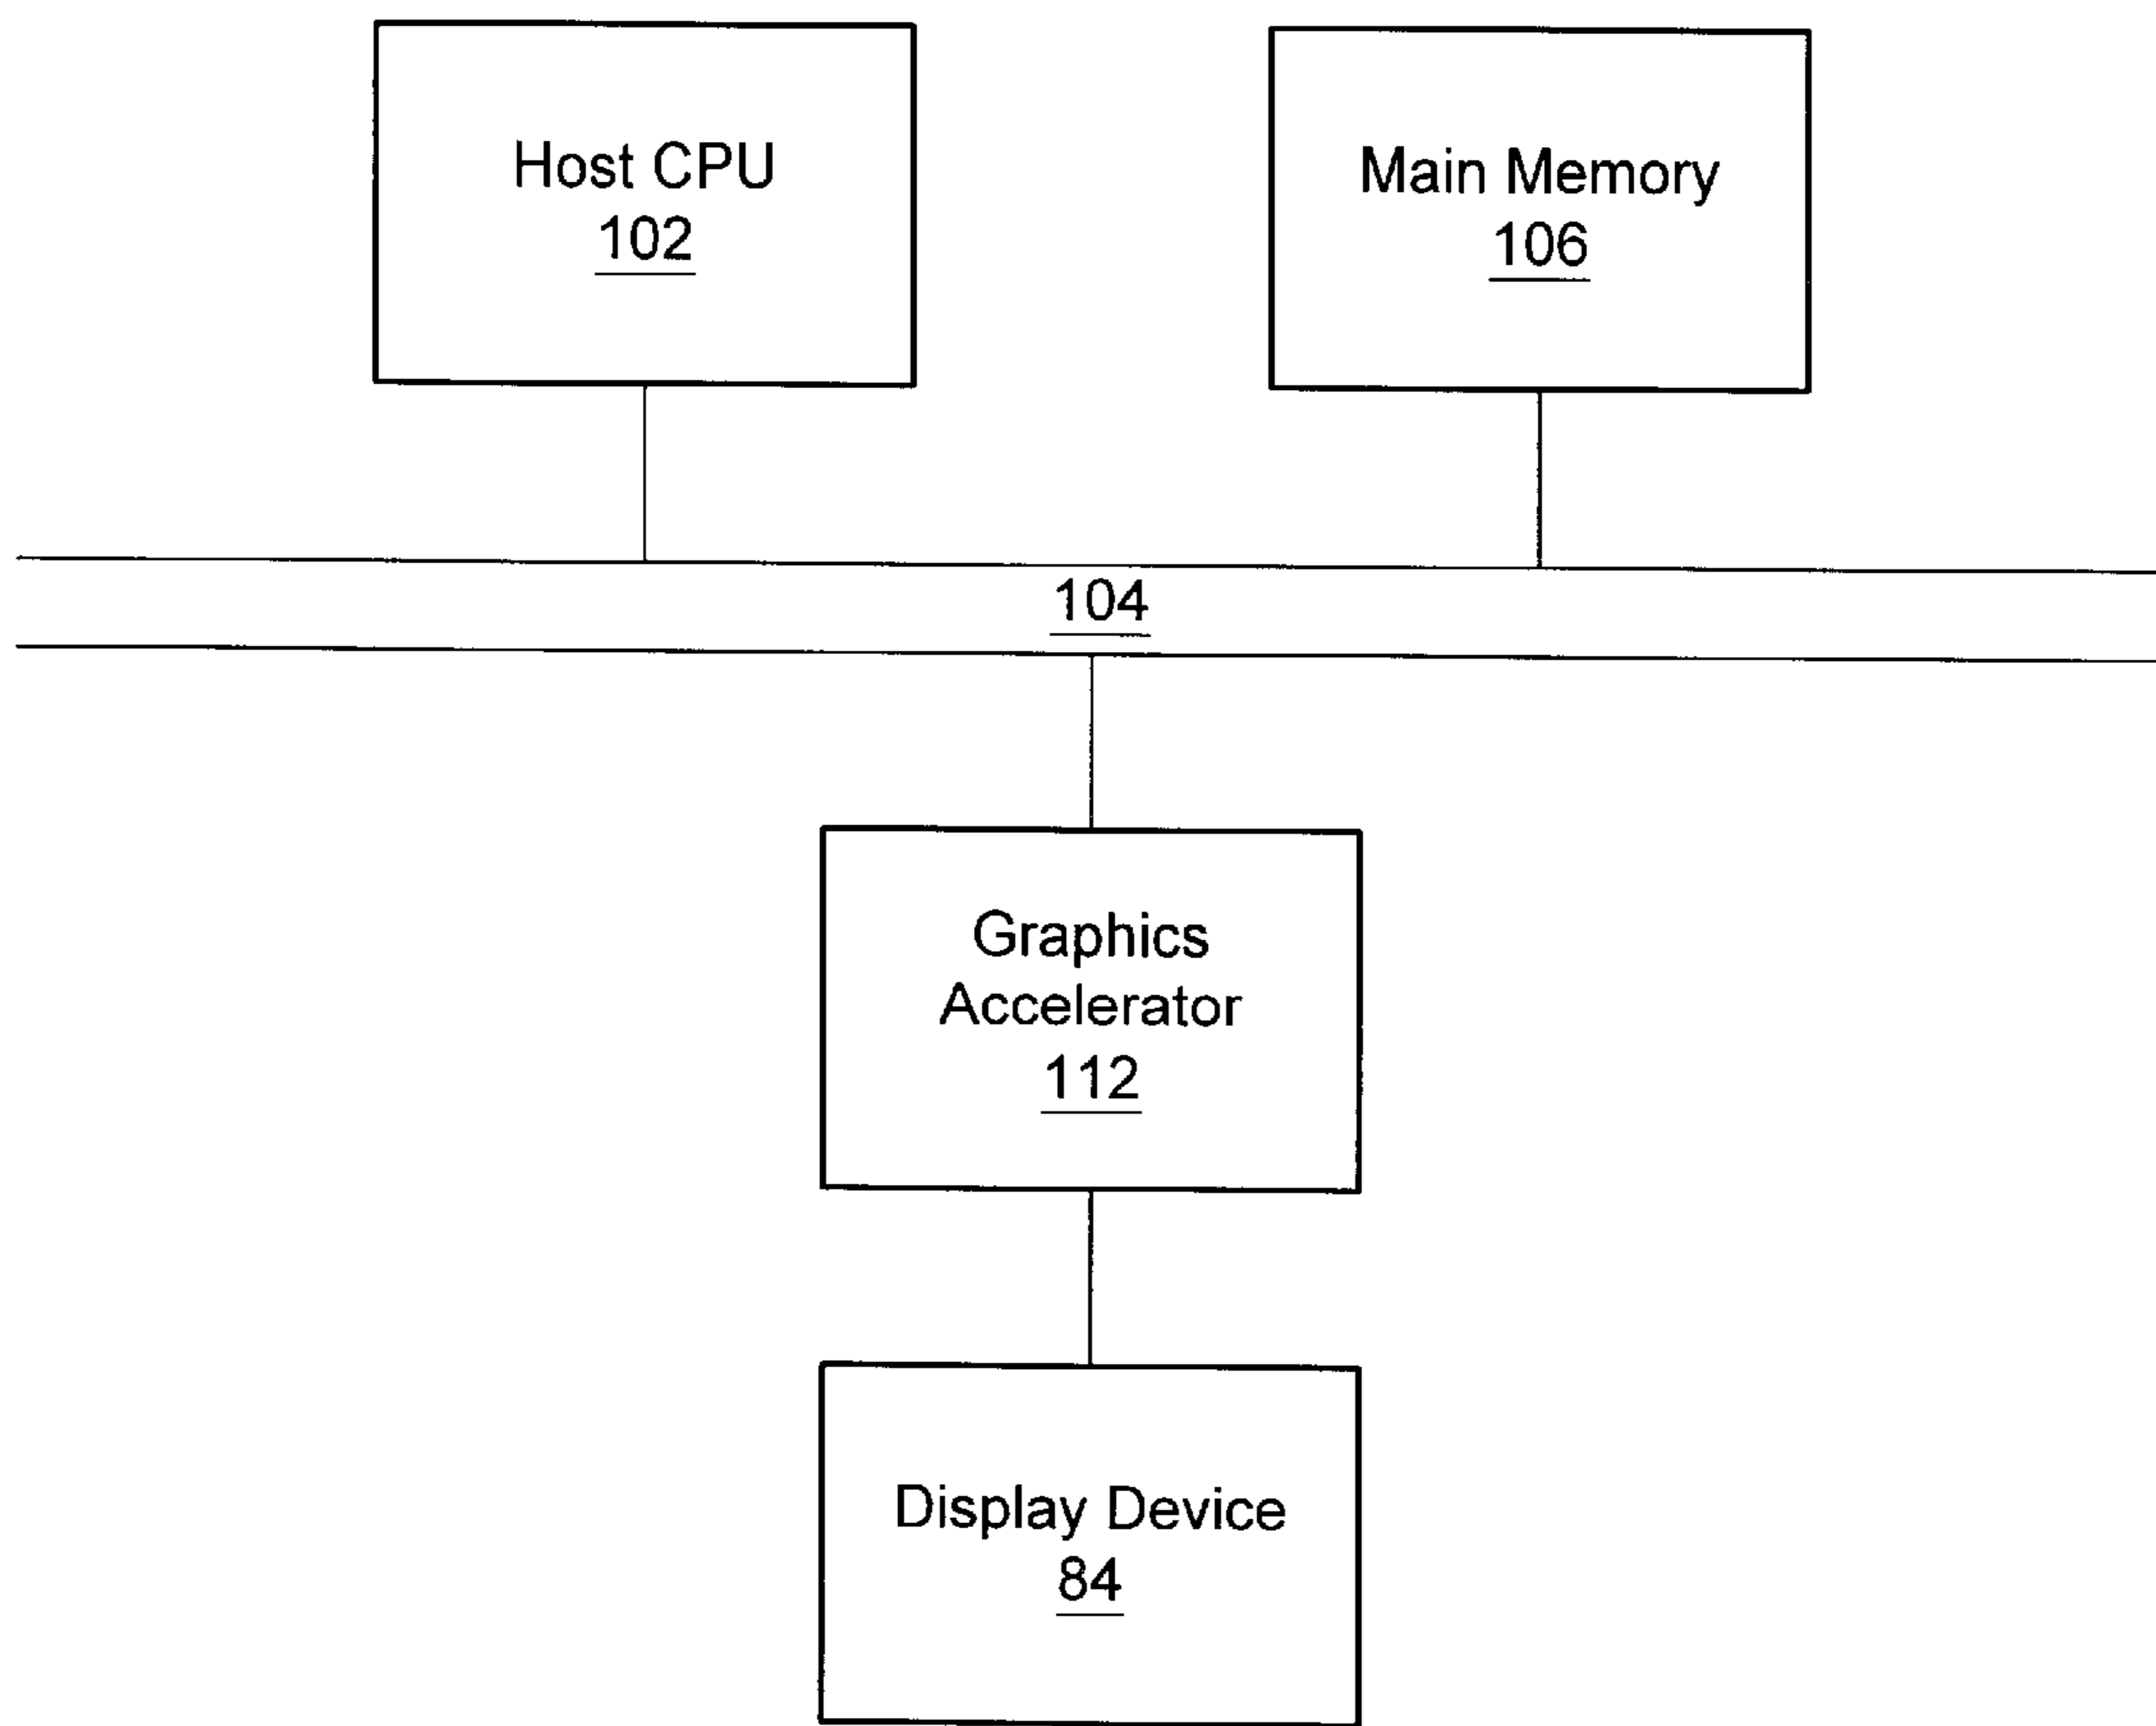 Host CPU
102
Main Memory
106
104
Graphics
Accelerator
112
Display Device
84